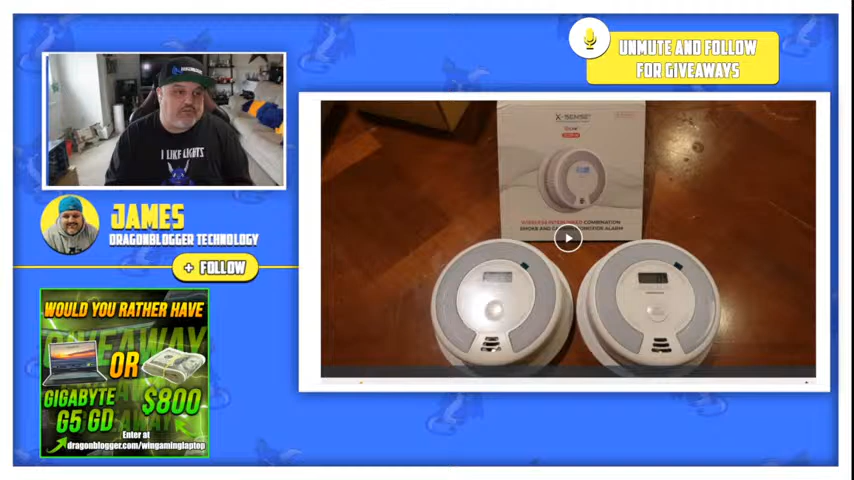 UNMUTE AND FOLLOW
FOR GIVEAWAYS
I LIKE LIGHTS
X-SENSE
JAMES
DRAGONBLOGGER TECHNOLOGY
+ FOLLOW
WIRELESS INTERLINKED COMBINATION
SMOKE AND CARBON MONOXIDE ALARM
WOULD YOU RATHER HAVE
GIVEAWAY
OR
GIGABYTE
G5 GD
$800
Enter at
dragonblogger.com/wingaminglaptop